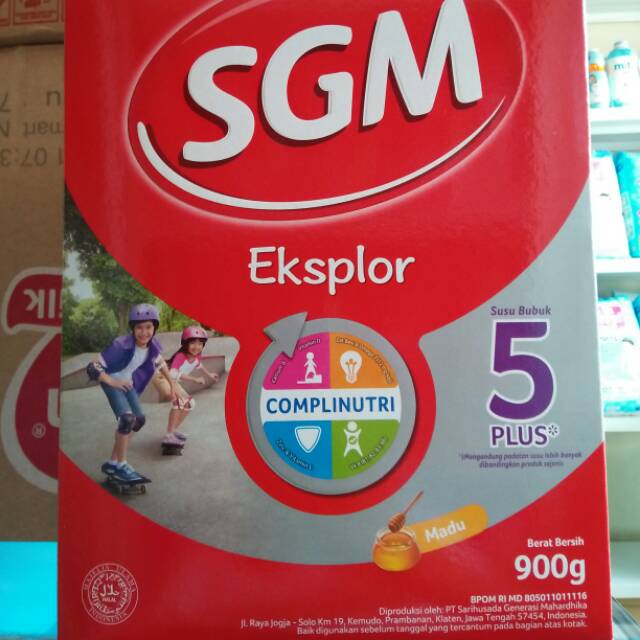 SGM
Eksplor
Susu Bubuk
5
PLUS*
*)Mengandung padatan susu lebih banyak
dibandingkan produk sejenis
COMPLINUTRI
Madu
Berat Bersih
900g
HALAL
BPOM RI MD 805011011116
Diproduksi oleh: PT Sarihusada Generasi Mahardhika
Jl. Raya Jogja - Solo Km 19, Kemudo, Prambanan, Klaten, Jawa Tengah 57454, Indonesia.
Baik digunakan sebelum tanggal yang tercantum pada bagian atas kotak.